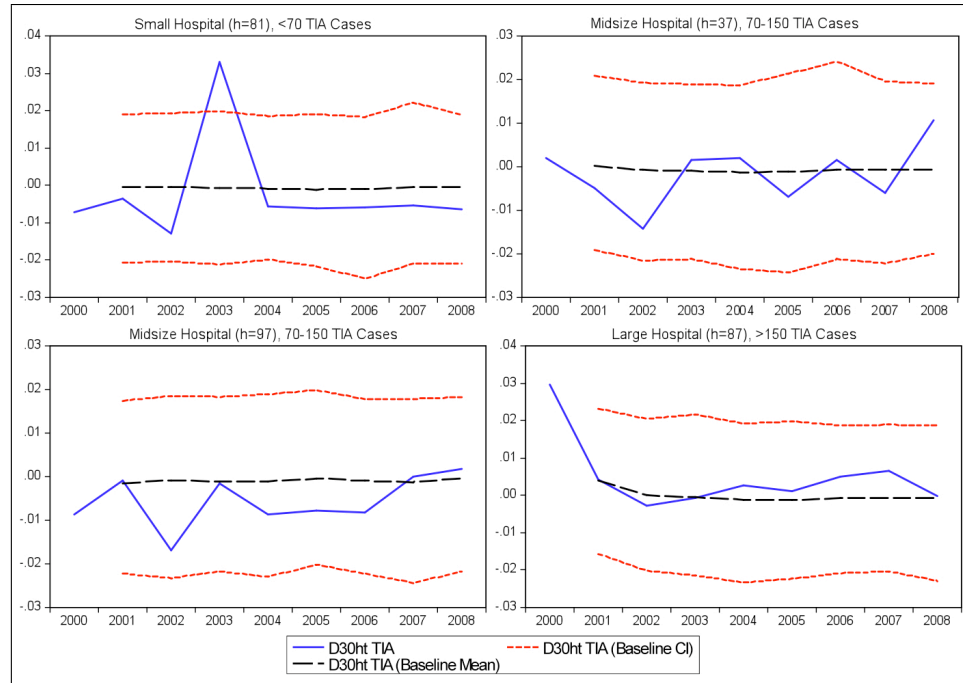 Small Hospital (h=81), <70 TIA Cases
.04
.03
.02
.01
.00
-.01
-.02
-.03
2000 2001 2002 2003 2004 2005 2006 2007 2008
Midsize Hospital (h=37), 70-150 TIA Cases
.03
.02
.01
.00
-.01
-.02
-.03
2000 2001 2002 2003 2004 2005 2006 2007 2008
Midsize Hospital (h=97), 70-150 TIA Cases
.03
.02
.01
.00
-.01
-.02
-.03
2000 2001 2002 2003 2004 2005 2006 2007 2008
Large Hospital (h=87), >150 TIA Cases
.04
.03
.02
.01
.00
-.01
-.02
-.03
2000 2001 2002 2003 2004 2005 2006 2007 2008
D30ht TIA
D30ht TIA (Baseline CI)
D30ht TIA (Baseline Mean)